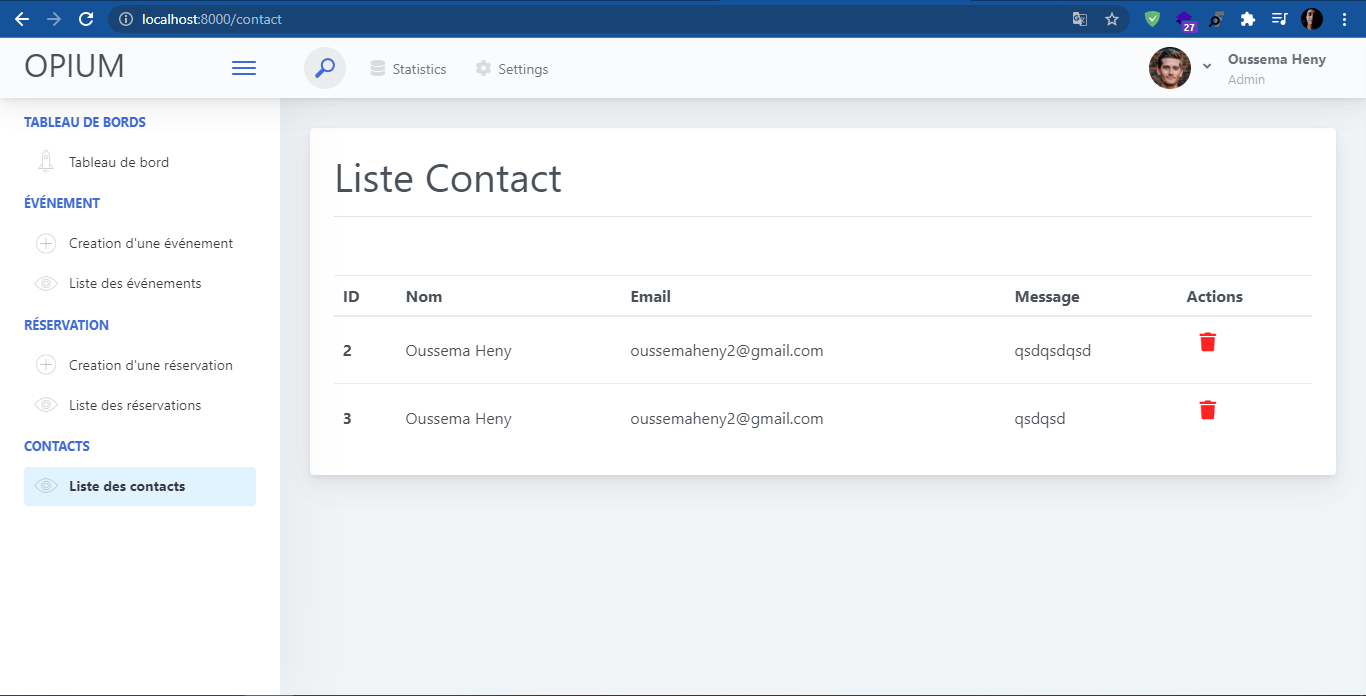 localhost:8000/contact
27
OPIUM
Statistics
Settings
Oussema Heny
Admin
TABLEAU DE BORDS
Tableau de bord
ÉVÉNEMENT
Creation d'une événement
Liste des événements
RÉSERVATION
Creation d'une réservation
Liste des réservations
CONTACTS
Liste des contacts
Liste Contact
ID Nom Email Message Actions
2 Oussema Heny oussemaheny2@gmail.com qsdqsdqsd
3 Oussema Heny oussemaheny2@gmail.com qsdqsd